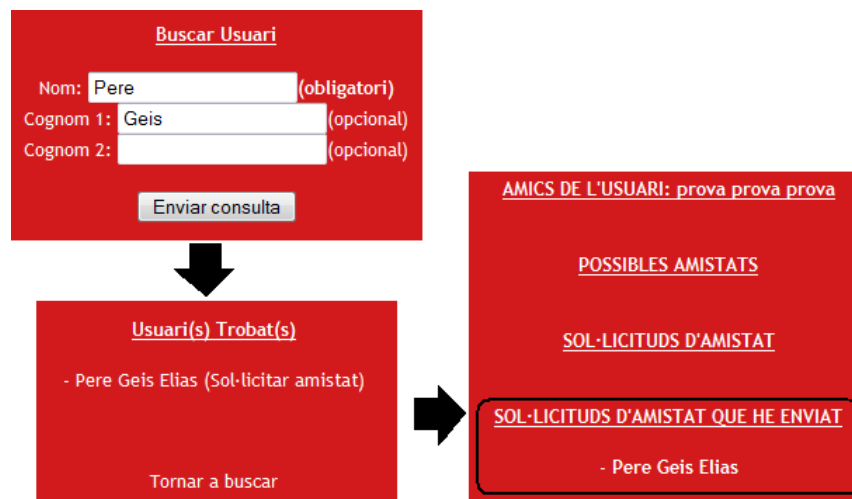 Buscar Usuari
Nom: Pere (obligatori)
Cognom 1: Geis (opcional)
Cognom 2: (opcional)
Enviar consulta
Usuari(s) Trobat(s)
- Pere Geis Elias (Sol·licitar amistat)
Tornar a buscar
AMICS DE L'USUARI: prova prova prova
POSSIBLES AMISTATS
SOL·LICITUDS D'AMISTAT
SOL·LICITUDS D'AMISTAT QUE HE ENVIAT
- Pere Geis Elias